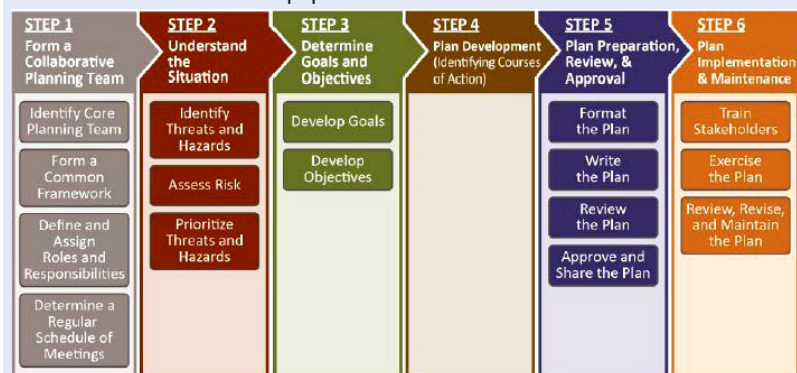 STEP 1
Form a
Collaborative
Planning Team
Identify Core
Planning Team
Form a
Common
Framework
Define and
Assign
Roles and
Responsibilities
Determine a
Regular
Schedule of
Meetings
STEP 2
Understand
the
Situation
Identify
Threats and
Hazards
Assess Risk
Prioritize
Threats and
Hazards
STEP 3
Determine
Goals and
Objectives
Develop Goals
Develop
Objectives
STEP 4
Plan Development
(Identifying Courses
of Action)
STEP 5
Plan Preparation,
Review, &
Approval
Format
the Plan
Write
the Plan
Review
the Plan
Approve and
Share the Plan
STEP 6
Plan
Implementation
& Maintenance
Train
Stakeholders
Exercise
the Plan
Review, Revise,
and Maintain
the Plan